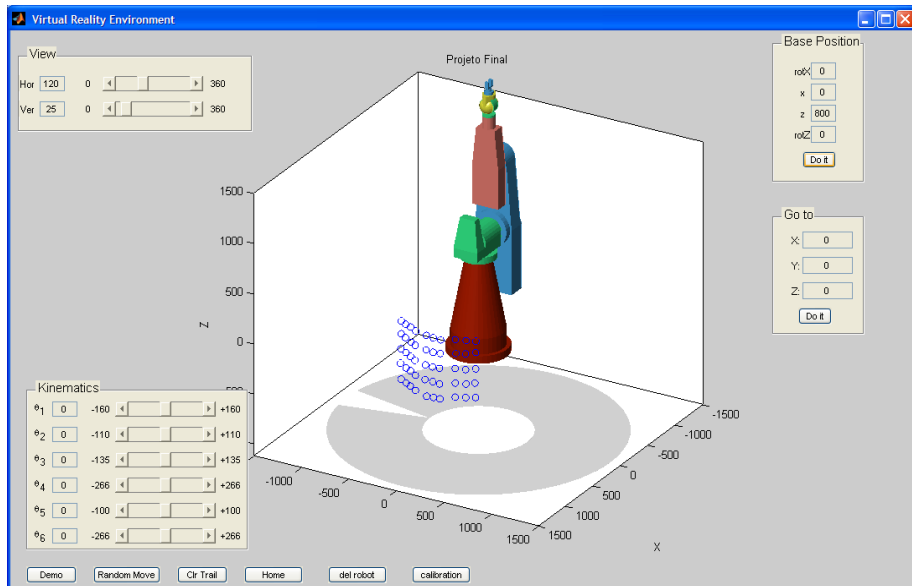 Virtual Reality Environment
View
Hor 120 0 360
Ver 25 0 360
Projeto Final
Base Position
rotX 0
x 0
z 800
rotZ 0
Do it
Go to
X: 0
Y: 0
Z: 0
Do it
1500
1000
500
0
Z
-1000
-500
0
500
1000
1500
-1500
-1000
-500
0
500
1000
1500
X
Kinematics
θ1 0 -160 +160
θ2 0 -110 +110
θ3 0 -135 +135
θ4 0 -266 +266
θ5 0 -100 +100
θ6 0 -266 +266
Demo Random Move Clr Trail Home del robot calibration